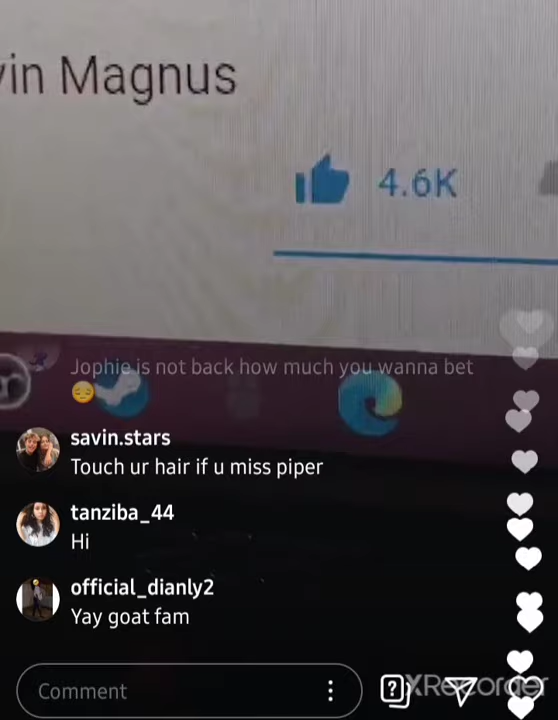 vin Magnus
4.6K
Jophie is not back how much you wanna bet
savin.stars
Touch ur hair if u miss piper
tanziba_44
Hi
official_dianly2
Yay goat fam
Comment
XRecorder